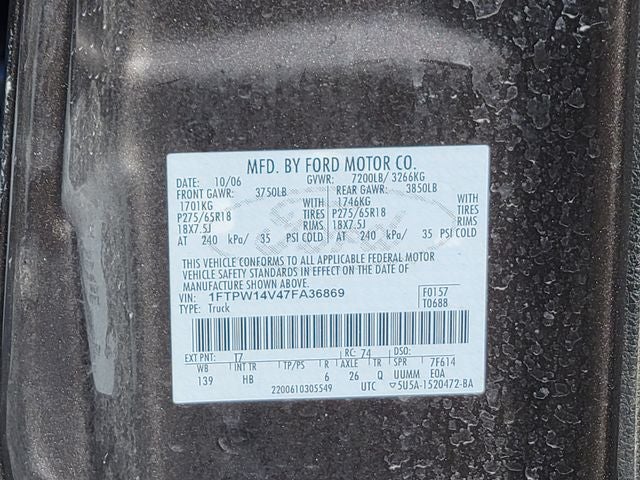 MFD. BY FORD MOTOR CO.
DATE: 10/06 GVWR: 7200LB/ 3266KG
FRONT GAWR: 3750LB REAR GAWR: 3850LB
1701KG WITH 1746KG WITH
P275/65R18 TIRES P275/65R18 TIRES
18X7.5J RIMS 18X7.5J RIMS
AT 240 kPa/ 35 PSI COLD AT 240 kPa/ 35 PSI COLD
THIS VEHICLE CONFORMS TO ALL APPLICABLE FEDERAL MOTOR
VEHICLE SAFETY STANDARDS IN EFFECT ON THE DATE OF
MANUFACTURE SHOWN ABOVE.
VIN: 1FTPW14V47FA36869 F0157
TYPE: Truck T0688
EXT PNT: T7 RC: 74 DSO:
WB INT TR TP/PS R AXLE TR SPR 7F614
139 HB 6 26 Q UUMM E0A
2200610305549 UTC ▽5U5A-1520472-BA